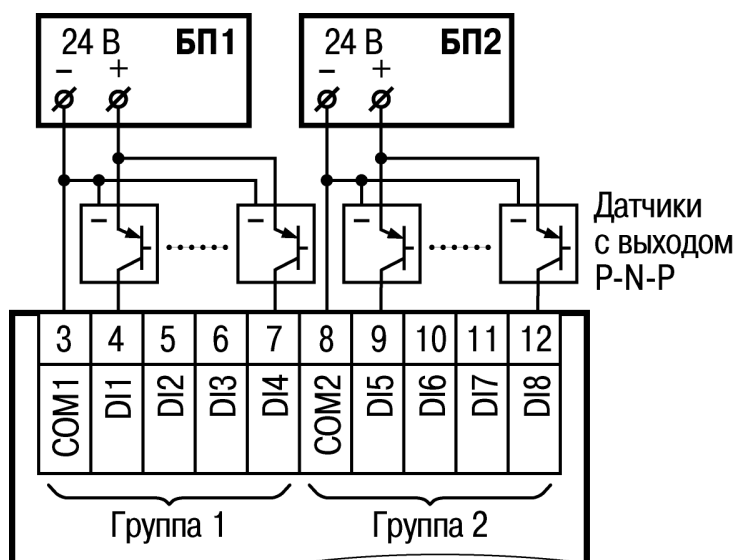 24 В БП1
24 В БП2
– +
– +
– – – –
Датчики
с выходом
P-N-P
3 4 5 6 7 8 9 10 11 12
COM1 DI1 DI2 DI3 DI4 COM2 DI5 DI6 DI7 DI8
Группа 1
Группа 2